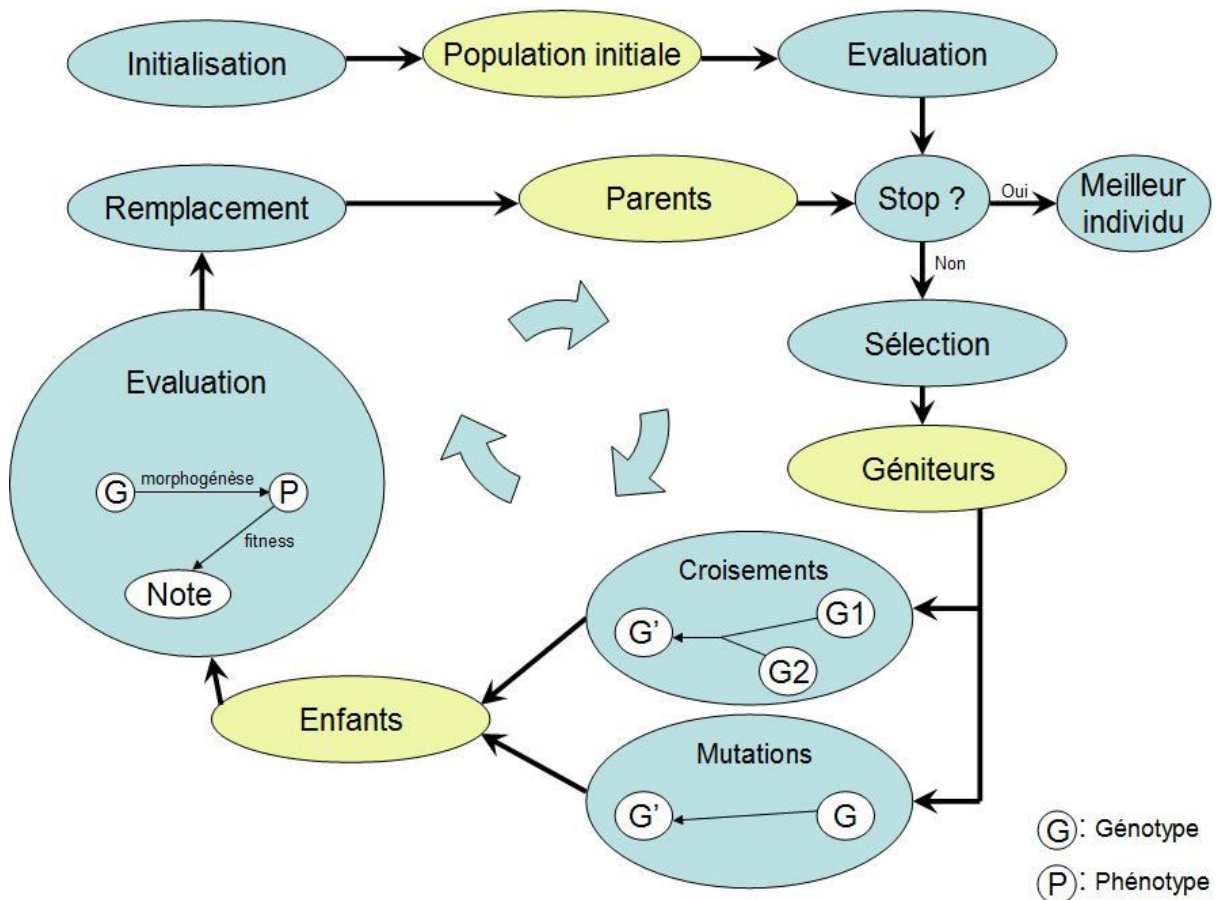 Initialisation
Population initiale
Evaluation
Remplacement
Parents
Stop ?
Oui
Meilleur
individu
Non
Sélection
Evaluation
G
morphogénèse
P
fitness
Note
Géniteurs
Croisements
G'
G1
G2
Enfants
Mutations
G'
G
G: Génotype
P: Phénotype